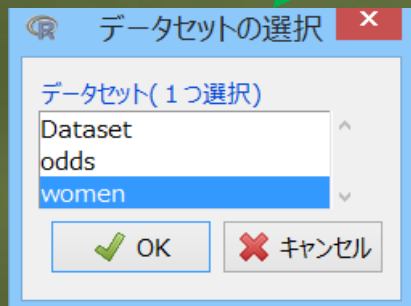 データセットの選択
データセット(1つ選択)
Dataset
odds
women
OK
キャンセル